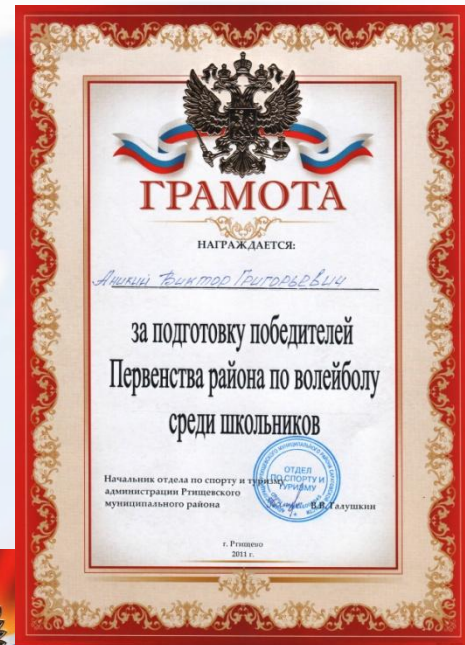 ГРАМОТА
НАГРАЖДАЕТСЯ:
Аникин Виктор Григорьевич
за подготовку победителей
Первенства района по волейболу
среди школьников
Начальник отдела по спорту и туризму
администрации Ртищевского
муниципального района
В.В.Галушкин
ОТДЕЛ
ПО СПОРТУ И
ТУРИЗМУ
г. Ртищево
2011 г.